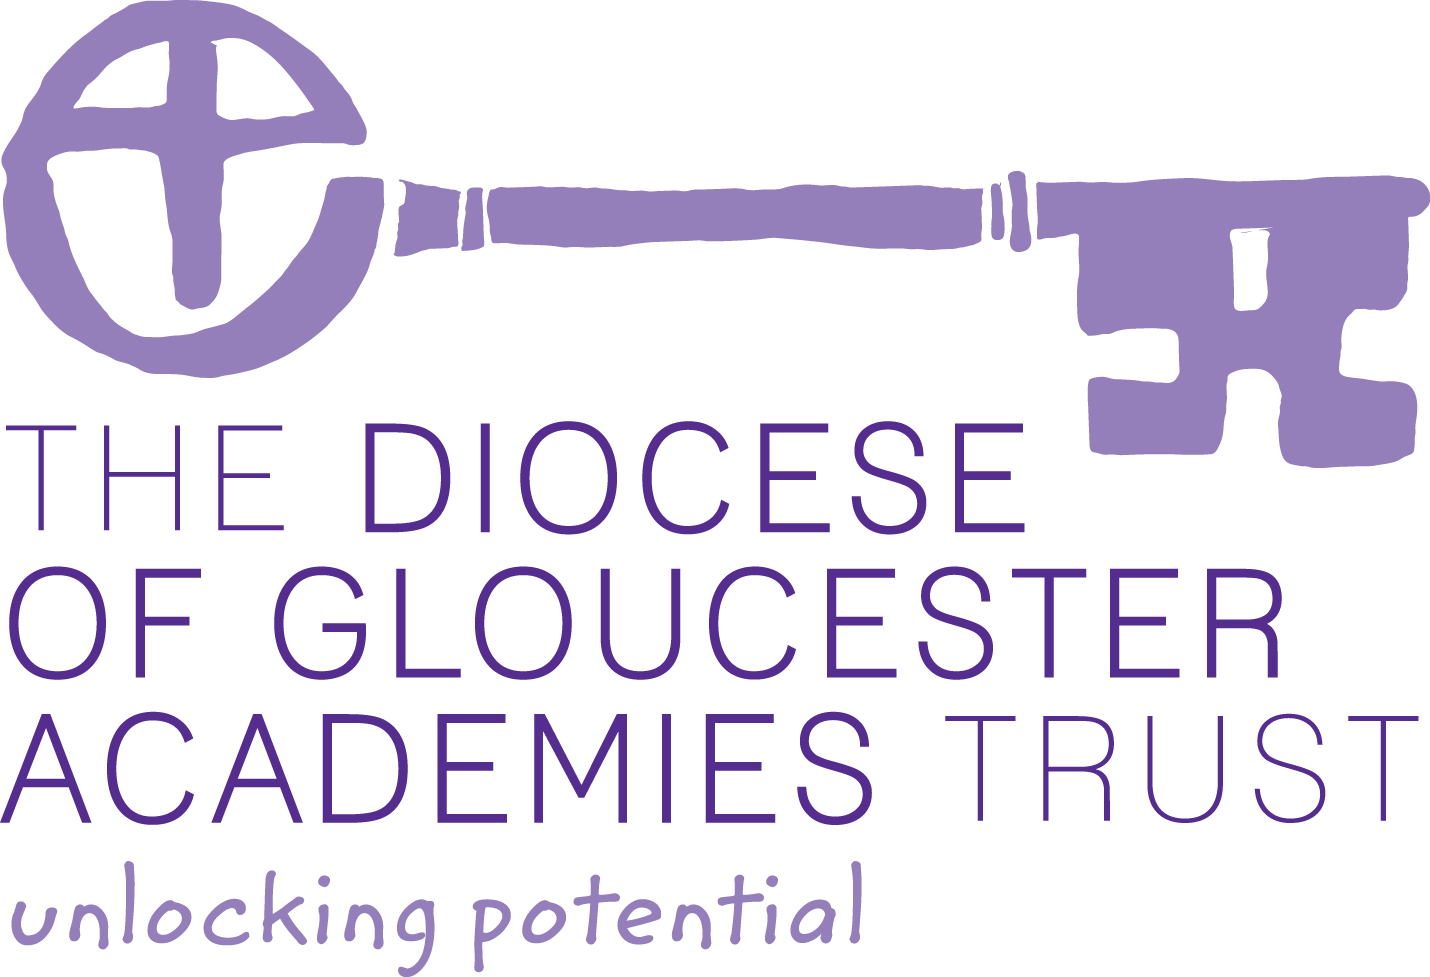 THE DIOCESE
OF GLOUCESTER
ACADEMIES TRUST
unlocking potential